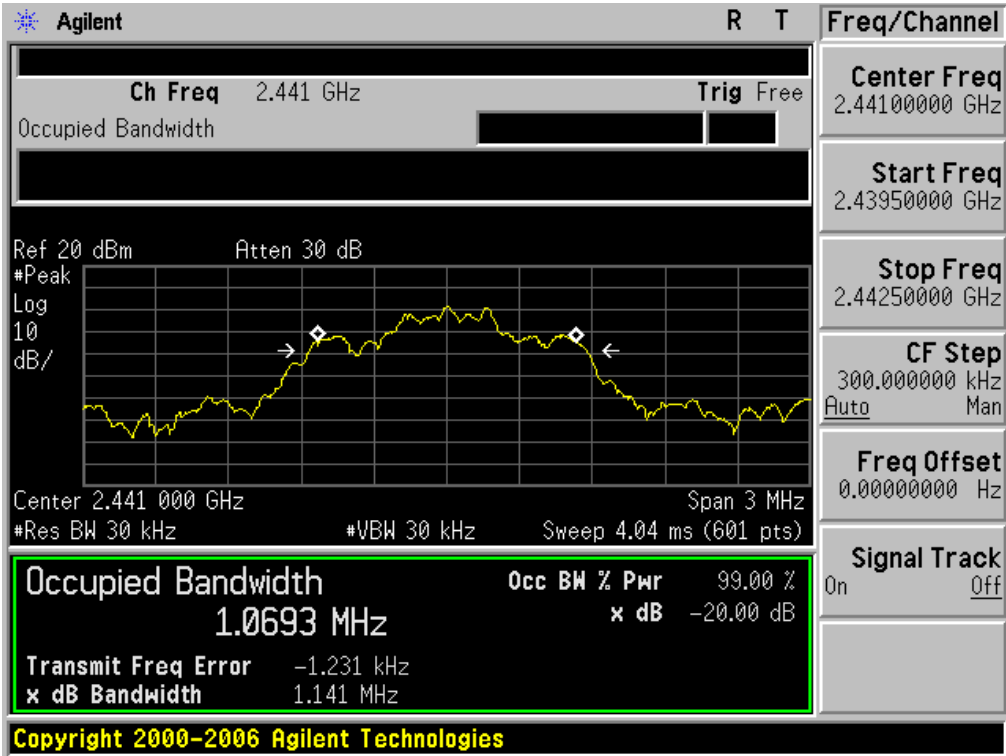 Agilent R T Freq/Channel
Ch Freq 2.441 GHz Trig Free
Occupied Bandwidth
Center Freq
2.44100000 GHz
Start Freq
2.43950000 GHz
Stop Freq
2.44250000 GHz
CF Step
300.000000 kHz
Auto Man
Freq Offset
0.00000000 Hz
Signal Track
On Off
Ref 20 dBm Atten 30 dB
#Peak
Log
10
dB/
Center 2.441 000 GHz Span 3 MHz
#Res BW 30 kHz #VBW 30 kHz Sweep 4.04 ms (601 pts)
Occupied Bandwidth Occ BW % Pwr 99.00 %
1.0693 MHz x dB -20.00 dB
Transmit Freq Error -1.231 kHz
x dB Bandwidth 1.141 MHz
Copyright 2000-2006 Agilent Technologies